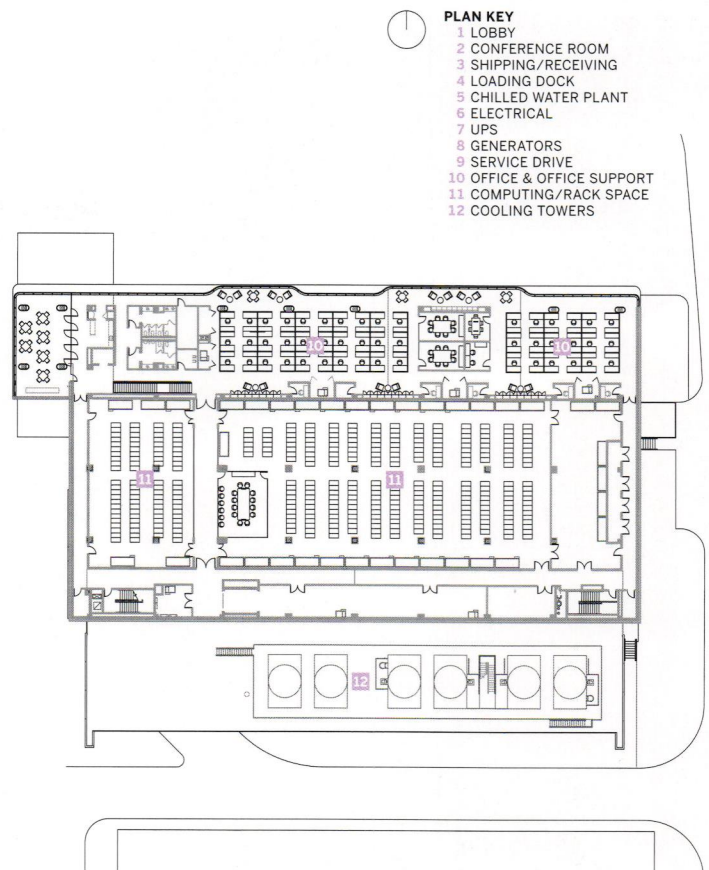 PLAN KEY
1 LOBBY
2 CONFERENCE ROOM
3 SHIPPING/RECEIVING
4 LOADING DOCK
5 CHILLED WATER PLANT
6 ELECTRICAL
7 UPS
8 GENERATORS
9 SERVICE DRIVE
10 OFFICE & OFFICE SUPPORT
11 COMPUTING/RACK SPACE
12 COOLING TOWERS
10
10
11
11
12